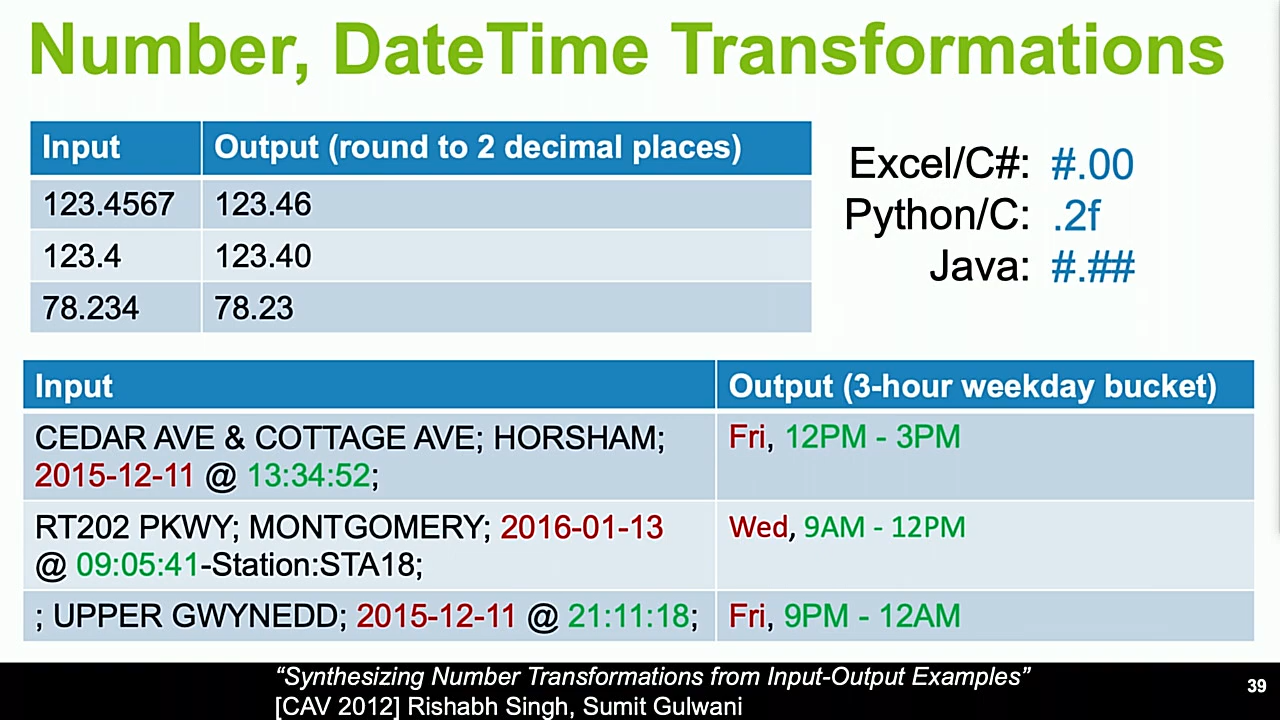 Number, DateTime Transformations
Input Output (round to 2 decimal places)
123.4567 123.46
123.4 123.40
78.234 78.23
Excel/C#: #.00
Python/C: .2f
Java: #.##
Input Output (3-hour weekday bucket)
CEDAR AVE & COTTAGE AVE; HORSHAM; Fri, 12PM - 3PM
2015-12-11 @ 13:34:52;
RT202 PKWY; MONTGOMERY; 2016-01-13 Wed, 9AM - 12PM
@ 09:05:41-Station:STA18;
; UPPER GWYNEDD; 2015-12-11 @ 21:11:18; Fri, 9PM - 12AM
“Synthesizing Number Transformations from Input-Output Examples”
[CAV 2012] Rishabh Singh, Sumit Gulwani
39